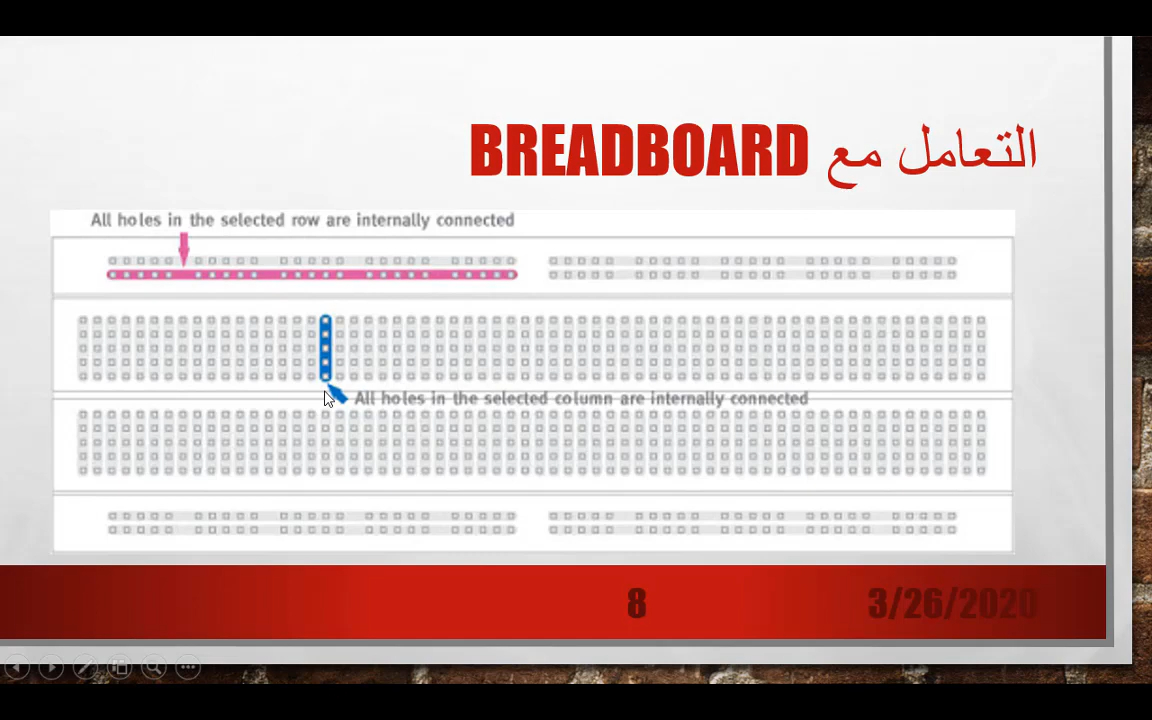 التعامل مع BREADBOARD
All holes in the selected row are internally connected
All holes in the selected column are internally connected
8
3/26/2020